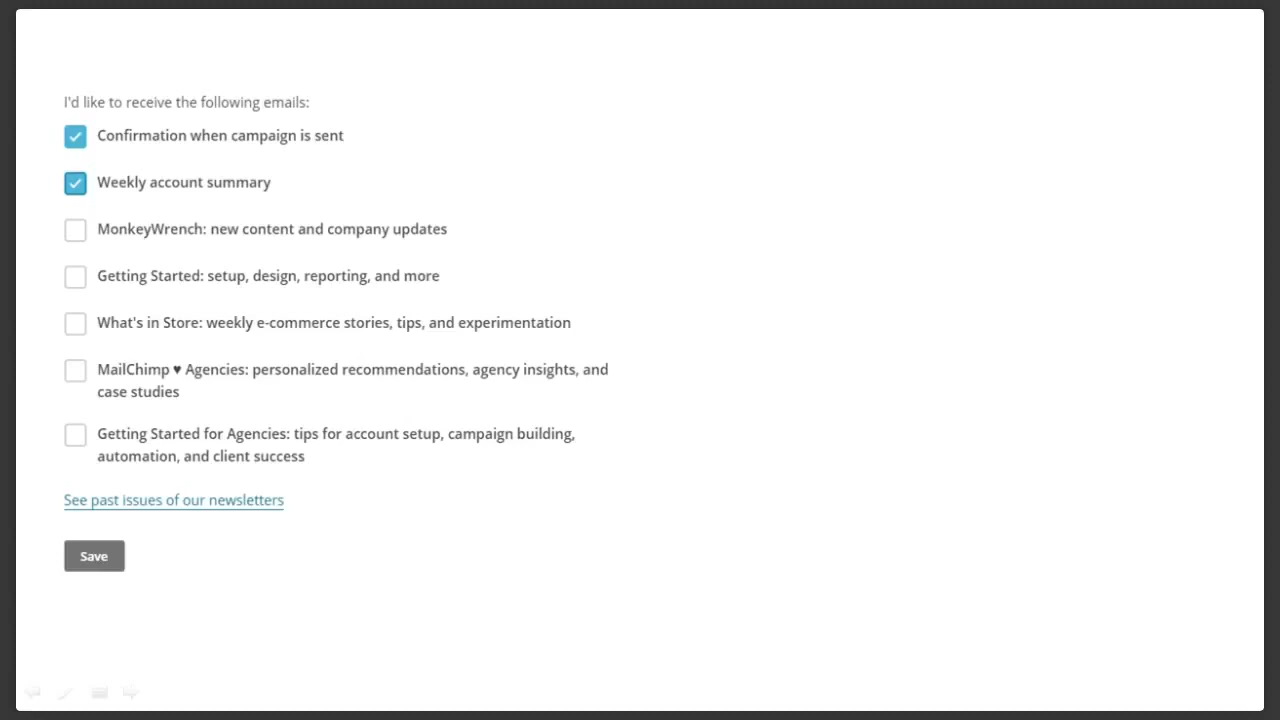 I'd like to receive the following emails:
Confirmation when campaign is sent
Weekly account summary
MonkeyWrench: new content and company updates
Getting Started: setup, design, reporting, and more
What's in Store: weekly e-commerce stories, tips, and experimentation
MailChimp ♥ Agencies: personalized recommendations, agency insights, and
case studies
Getting Started for Agencies: tips for account setup, campaign building,
automation, and client success
See past issues of our newsletters
Save